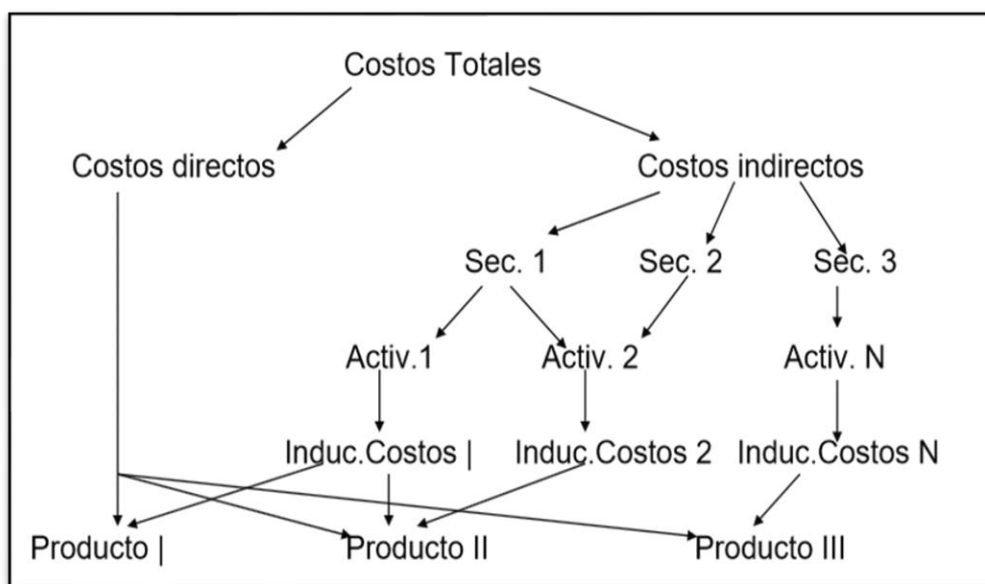 Costos Totales
Costos directos
Costos indirectos
Sec. 1
Sec. 2
Sec. 3
Activ.1
Activ. 2
Activ. N
Induc.Costos |
Induc.Costos 2
Induc.Costos N
Producto |
Producto II
Producto III